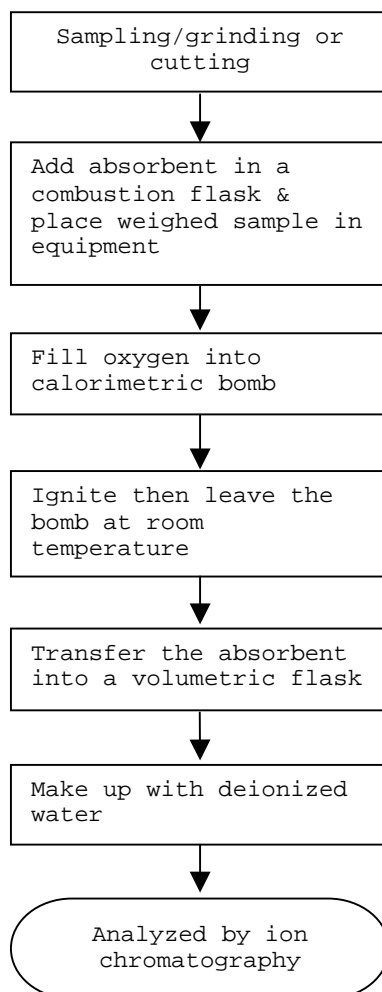 Sampling/grinding or
cutting
Add absorbent in a
combustion flask &
place weighed sample in
equipment
Fill oxygen into
calorimetric bomb
Ignite then leave the
bomb at room
temperature
Transfer the absorbent
into a volumetric flask
Make up with deionized
water
Analyzed by ion
chromatography